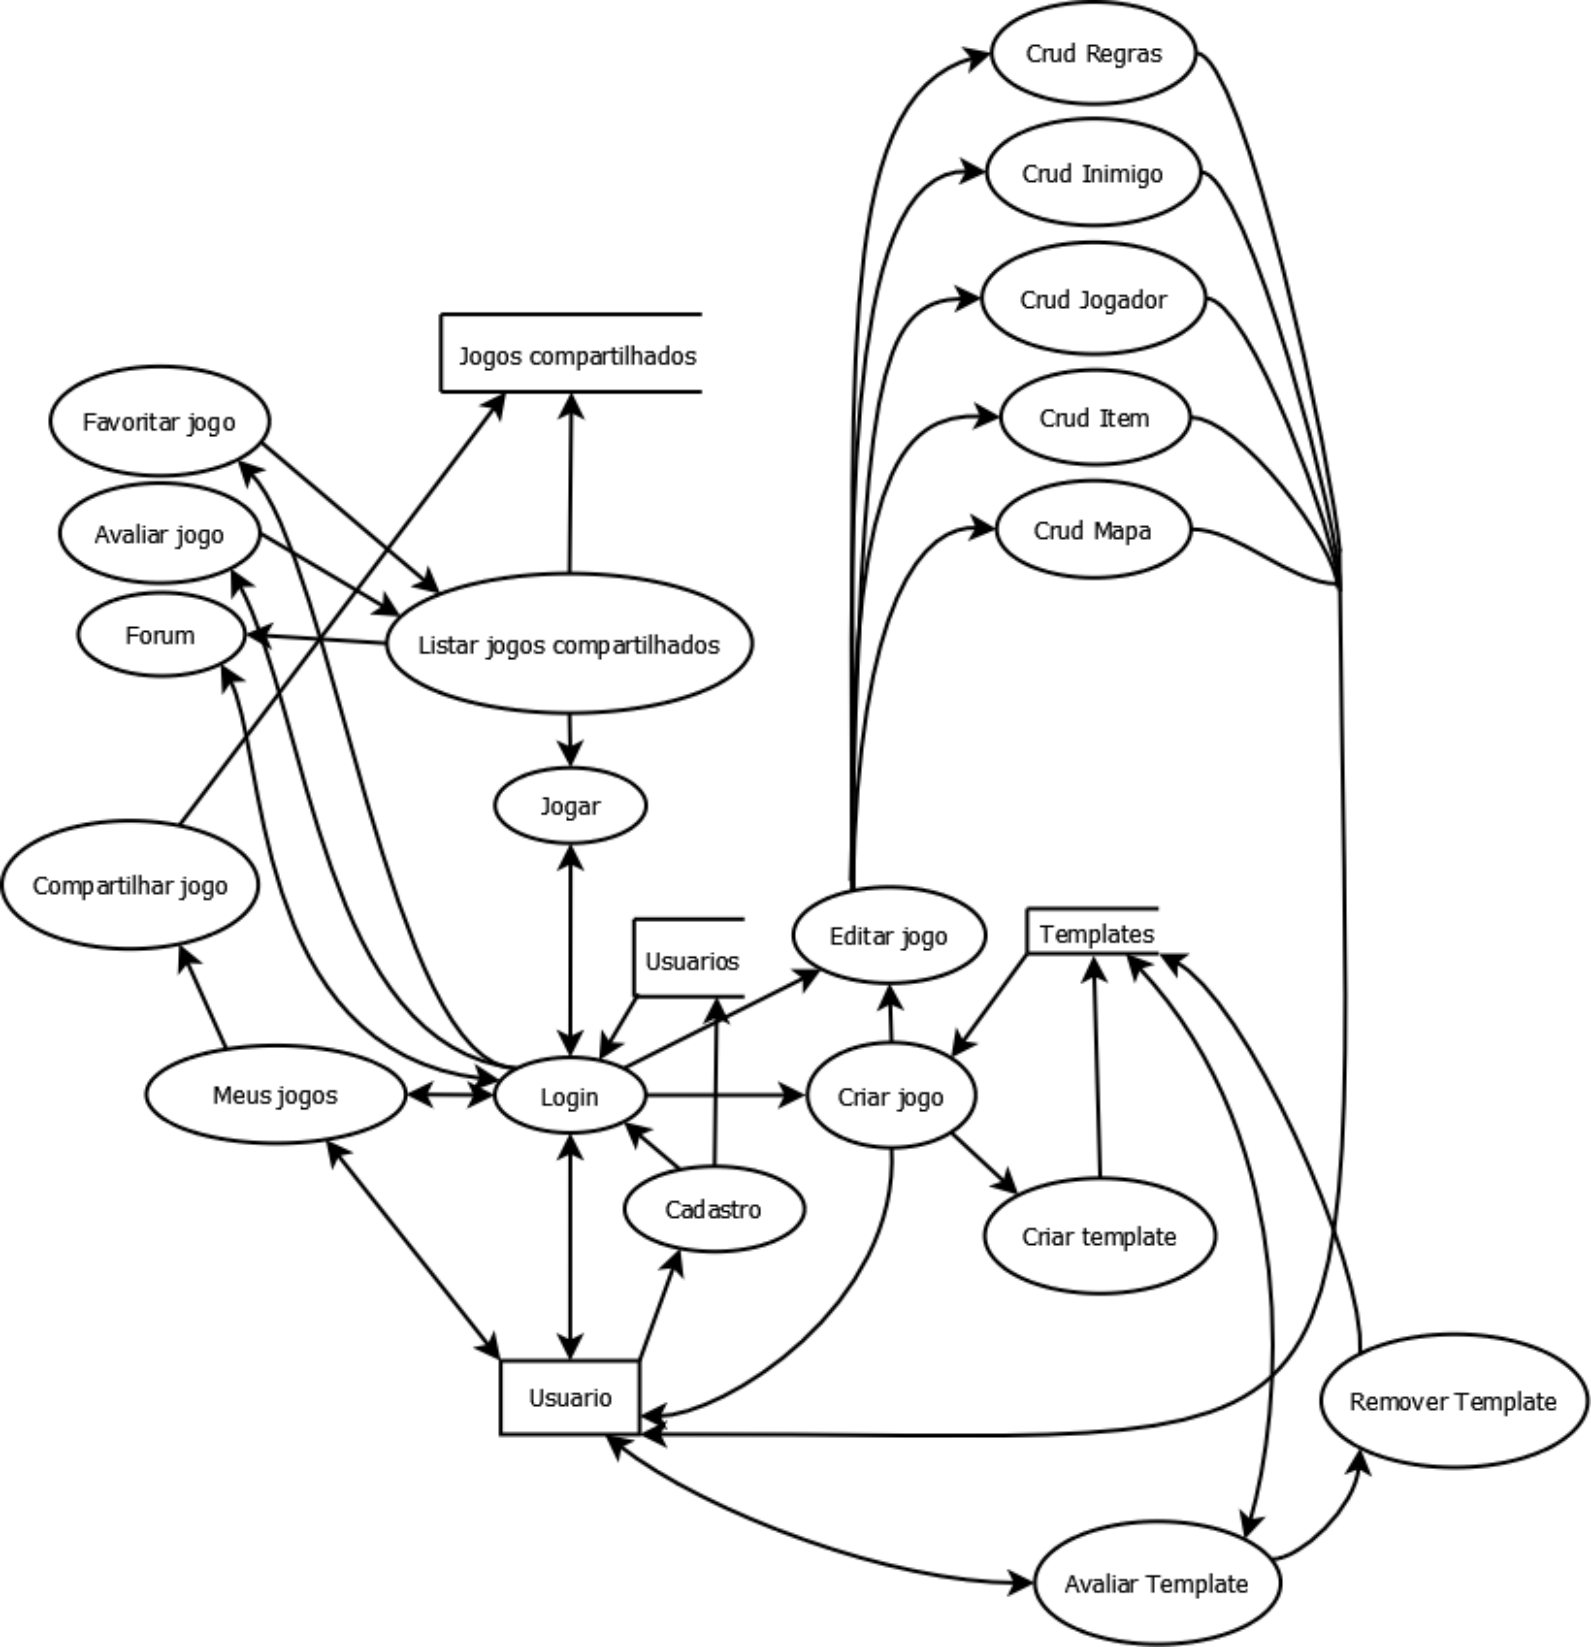 Crud Regras
Crud Inimigo
Crud Jogador
Jogos compartilhados
Favoritar jogo
Crud Item
Avaliar jogo
Crud Mapa
Forum
Listar jogos compartilhados
Jogar
Compartilhar jogo
Editar jogo
Templates
Usuarios
Meus jogos
Login
Criar jogo
Cadastro
Criar template
Usuario
Remover Template
Avaliar Template